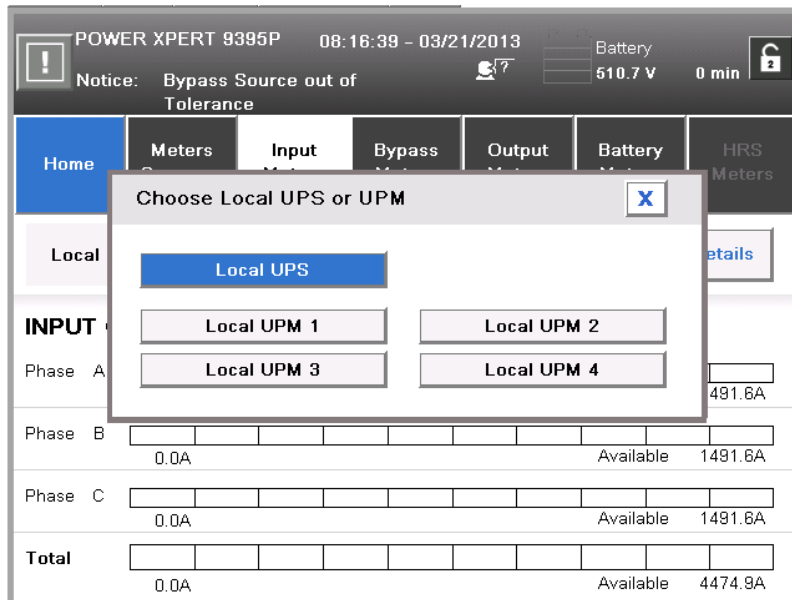 POWER XPERT 9395P 08:16:39 – 03/21/2013
Battery
510.7 V 0 min
2
Notice: Bypass Source out of
Tolerance
Home
Meters
Input
Bypass
Output
Battery
HRS
Meters
Choose Local UPS or UPM
X
Local
Local UPS
Local UPM 1 Local UPM 2
Local UPM 3 Local UPM 4
INPUT
Phase A
491.6A
Phase B
0.0A Available 1491.6A
Phase C
0.0A Available 1491.6A
Total
0.0A Available 4474.9A